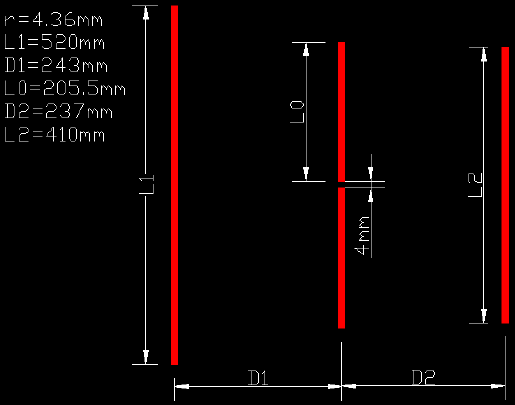 r=4.36mm
L1=520mm
D1=243mm
L0=205.5mm
D2=237mm
L2=410mm
L0
L1
L2
4mm
D1
D2